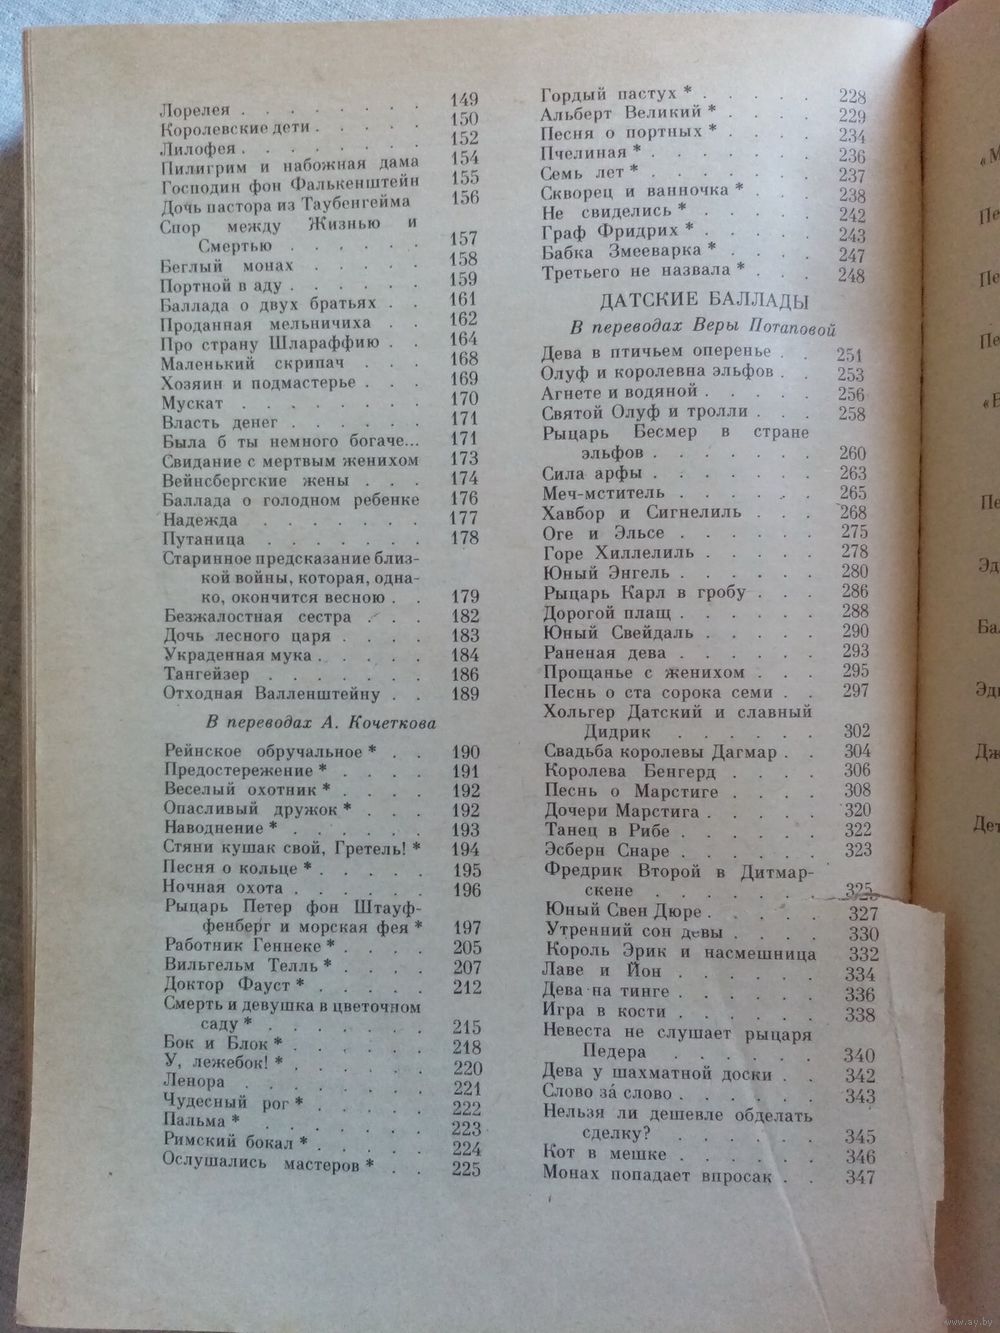 Лорелея . . . . . . . 149
Королевские дети . . . . . 150
Лилофея . . . . . . . . 152
Пилигрим и набожная дама 154
Господин фон Фалькенштейн 155
Дочь пастора из Таубенгейма 156
Спор между Жизнью и
Смертью . . . . . . 157
Беглый монах . . . . . 158
Портной в аду . . . . . . 159
Баллада о двух братьях . . 161
Проданная мельничиха . . 162
Про страну Шлараффию . . 164
Маленький скрипач . . . 168
Хозяин и подмастерье . . . 169
Мускат . . . . . . . . 170
Власть денег . . . . . . 171
Была б ты немного богаче... 171
Свидание с мертвым женихом 173
Вейнсбергские жены . . . 174
Баллада о голодном ребенке 176
Надежда . . . . . . . 177
Путаница . . . . . . . 178
Старинное предсказание близ-
кой войны, которая, одна-
ко, окончится весною . . 179
Безжалостная сестра . . . 182
Дочь лесного царя . . . . 183
Украденная мука . . . . . 184
Тангейзер . . . . . . . 186
Отходная Валленштейну . . 189
В переводах А. Кочеткова
Рейнское обручальное * . . 190
Предостережение * . . . . 191
Веселый охотник * . . . . 192
Опасливый дружок * . . . 192
Наводнение * . . . . . . 193
Стяни кушак свой, Гретель! * 194
Песня о кольце * . . . . . 195
Ночная охота . . . . . . 196
Рыцарь Петер фон Штауф-
фенберг и морская фея * 197
Работник Геннеке * . . . . 205
Вильгельм Телль * . . . . 207
Доктор Фауст * . . . . . 212
Смерть и девушка в цветочном
саду * . . . . . . . 215
Бок и Блок * . . . . . . 218
У, лежебок! * . . . . . . 220
Ленора . . . . . . . . 221
Чудесный рог * . . . . . 222
Пальма * . . . . . . . 223
Римский бокал * . . . . . 224
Ослушались мастеров * . . 225
Гордый пастух * . . . . . 228
Альберт Великий * . . . . 229
Песня о портных * . . . . 234
Пчелиная * . . . . . . . 236
Семь лет * . . . . . . . 237
Скворец и ванночка * . . 238
Не свиделись * . . . . . 242
Граф Фридрих * . . . . . 243
Бабка Змееварка * . . . . 247
Третьего не назвала * . . . 248
ДАТСКИЕ БАЛЛАДЫ
В переводах Веры Потаповой
Дева в птичьем оперенье . . 251
Олуф и королевна эльфов . . 253
Агнете и водяной . . . . . 256
Святой Олуф и тролли . . . 258
Рыцарь Бесмер в стране
эльфов . . . . . . . 260
Сила арфы . . . . . . . 263
Меч-мститель . . . . . . 265
Хавбор и Сигнелиль . . . 268
Оге и Эльсе . . . . . . 275
Горе Хиллелиль . . . . . 278
Юный Энгель . . . . . . 280
Рыцарь Карл в гробу . . . 286
Дорогой плащ . . . . . . 288
Юный Свейдаль . . . . . 290
Раненая дева . . . . . . 293
Прощанье с женихом . . . 295
Песнь о ста сорока семи . . 297
Хольгер Датский и славный
Дидрик . . . . . . 302
Свадьба королевы Дагмар . . 304
Королева Бенгерд . . . . 306
Песнь о Марстиге . . . . 308
Дочери Марстига . . . . . 320
Танец в Рибе . . . . . . 322
Эсберн Снаре . . . . . . 323
Фредрик Второй в Дитмар-
скене . . . . . . . 325
Юный Свен Дюре . . . . . 327
Утренний сон девы . . . . 330
Король Эрик и насмешница 332
Лаве и Йон . . . . . . 334
Дева на тинге . . . . . . 336
Игра в кости . . . . . . 338
Невеста не слушает рыцаря
Педера . . . . . . 340
Дева у шахматной доски . . 342
Слово за́ слово . . . . . . 343
Нельзя ли дешевле обделать
сделку? . . . . . . 345
Кот в мешке . . . . . . 346
Монах попадает впросак . . 347
«
Пе
Пе
Пе
«
Пе
Эд
Бал
Эди
Дж
Дет
www.ay.by